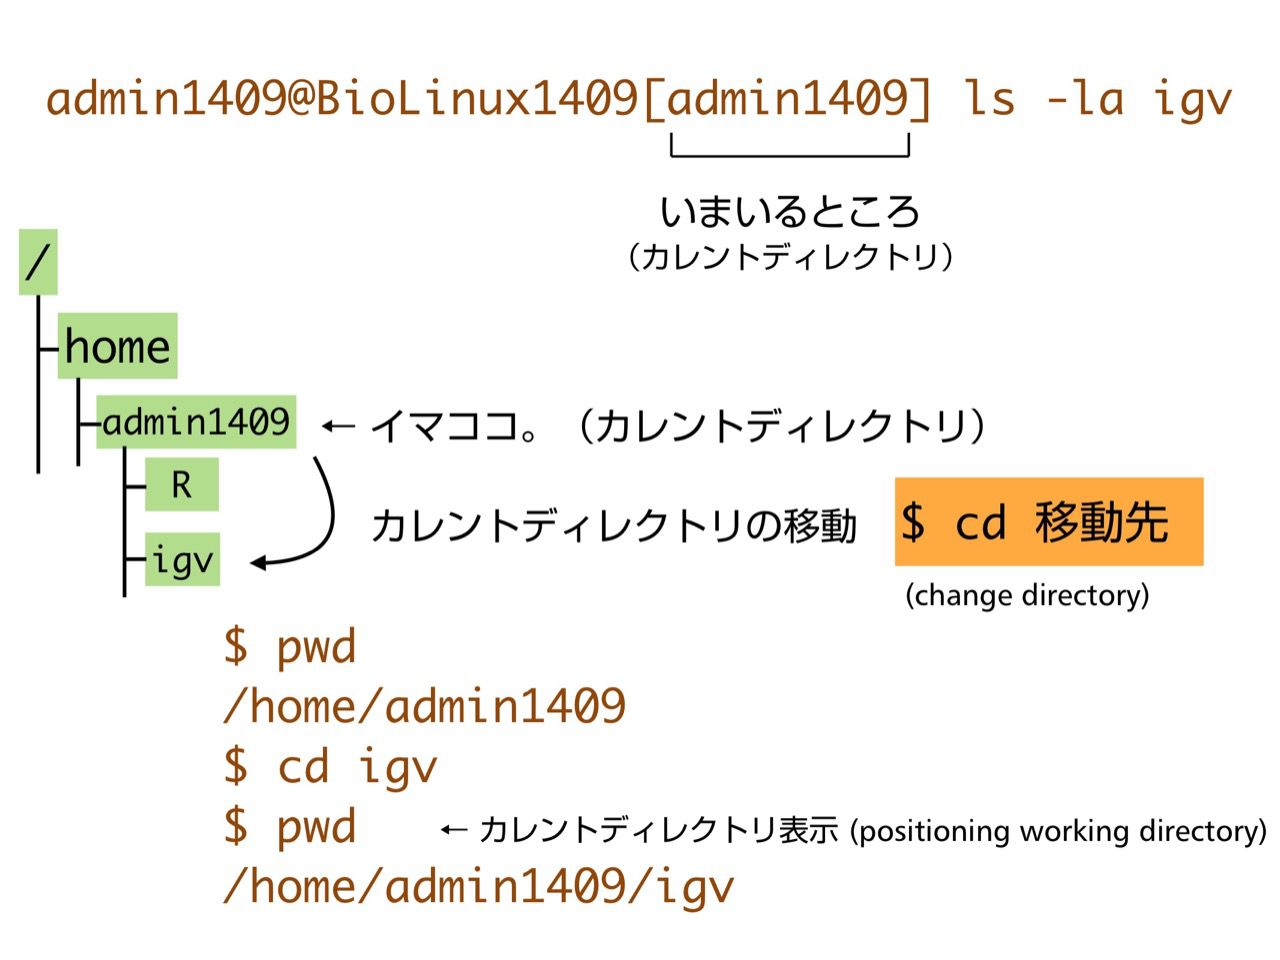 admin1409@BioLinux1409[admin1409] ls -la igv
いまいるところ
（カレントディレクトリ）
/
home
admin1409 ← イマココ。（カレントディレクトリ）
R
カレントディレクトリの移動 $ cd 移動先
igv
(change directory)
$ pwd
/home/admin1409
$ cd igv
$ pwd ← カレントディレクトリ表示 (positioning working directory)
/home/admin1409/igv